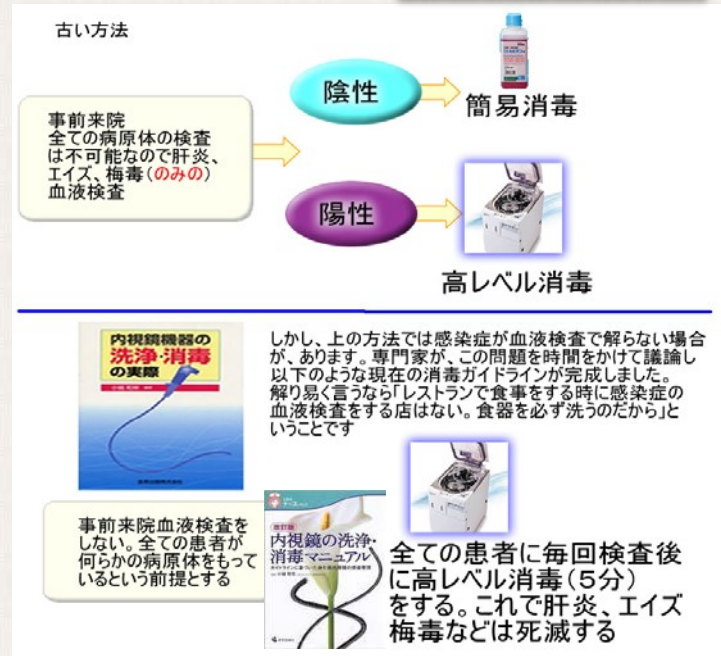 古い方法
陰性
簡易消毒
事前来院
全ての病原体の検査
は不可能なので肝炎、
エイズ、梅毒(のみの)
血液検査
陽性
高レベル消毒
内視鏡機器の
洗浄・消毒
の実際
しかし、上の方法では感染症が血液検査で解らない場合
が、あります。専門家が、この問題を時間をかけて議論し
以下のような現在の消毒ガイドラインが完成しました。
解り易く言うなら「レストランで食事をする時に感染症の
血液検査をする店はない。食器を必ず洗うのだから」と
いうことです
事前来院血液検査を
しない。全ての患者が
何らかの病原体をもって
いるという前提とする
改訂版
内視鏡の洗浄・
消毒マニュアル
全ての患者に毎回検査後
に高レベル消毒(5分)
をする。これで肝炎、エイズ
梅毒などは死滅する